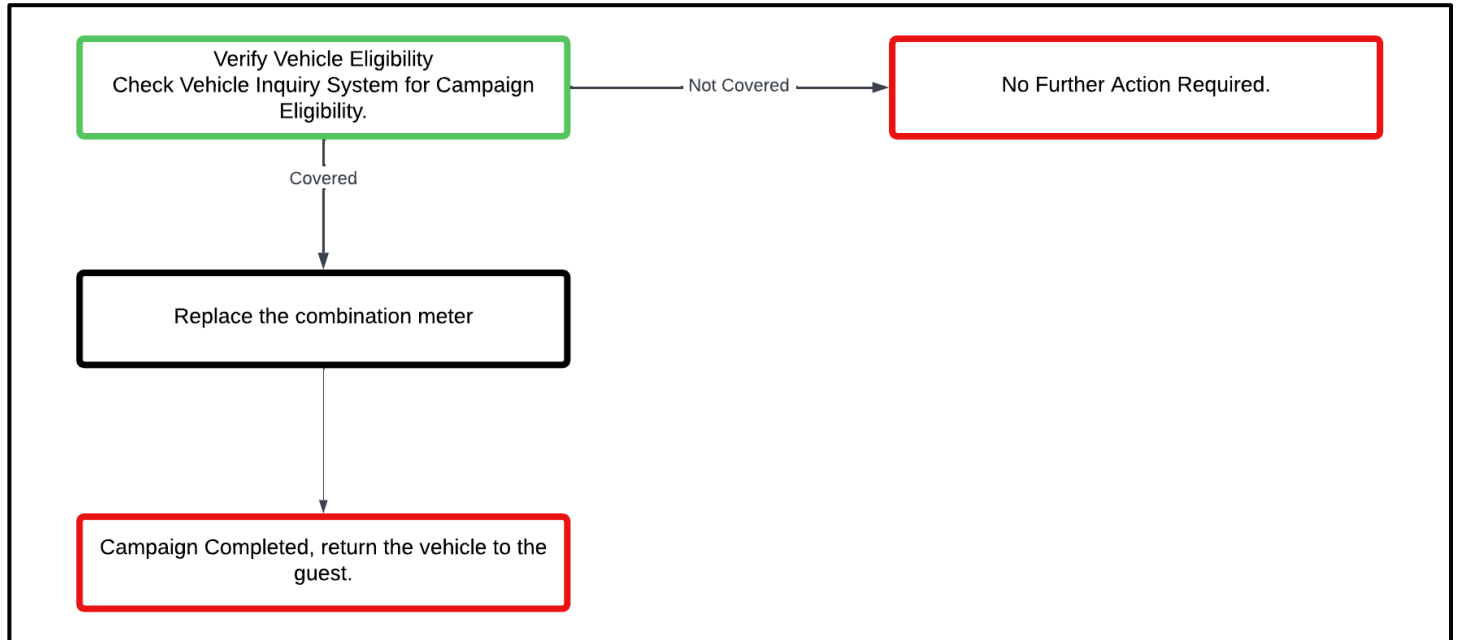 Verify Vehicle Eligibility
Check Vehicle Inquiry System for Campaign
Eligibility.
Not Covered
No Further Action Required.
Covered
Replace the combination meter
Campaign Completed, return the vehicle to the
guest.